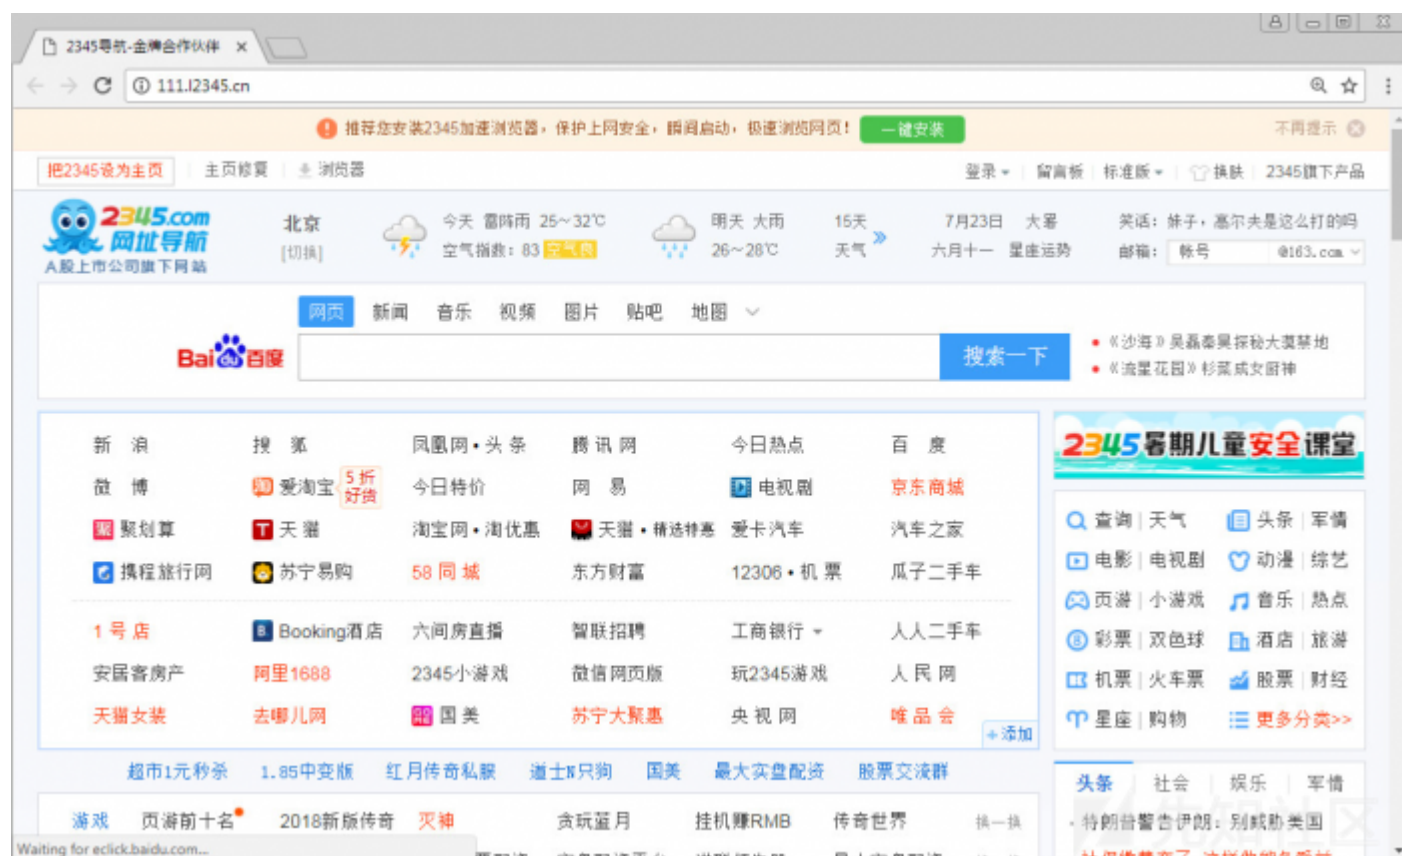 2345导航-金牌合作伙伴
111.l2345.cn
推荐您安装2345加速浏览器，保护上网安全，瞬间启动，极速浏览网页！ 一键安装 不再提示
把2345设为主页 主页修复 浏览器 登录 留言板 标准版 换肤 2345旗下产品
2345.com
网址导航
A股上市公司旗下网站
北京 今天 雷阵雨 25~32℃ 明天 大雨 15天 7月23日 大暑 笑话：妹子，高尔夫是这么打的吗
[切换] 空气指数：83 空气良 26~28℃ 天气 六月十一 星座运势 邮箱： 帐号 @163.com
网页 新闻 音乐 视频 图片 贴吧 地图
Bai du 百度 搜索一下
《沙海》吴磊秦昊探秘大漠禁地
《流星花园》杉菜成女厨神
新 浪 搜 狐 凤凰网 • 头条 腾讯网 今日热点 百 度
微 博 爱淘宝 5折好货 今日特价 网 易 电视剧 京东商城
聚划算 天猫 淘宝网 • 淘优惠 天猫 • 精选特惠 爱卡汽车 汽车之家
携程旅行网 苏宁易购 58同城 东方财富 12306 • 机票 瓜子二手车
1号店 Booking酒店 六间房直播 智联招聘 工商银行 人人二手车
安居客房产 阿里1688 2345小游戏 微信网页版 玩2345游戏 人民网
天猫女装 去哪儿网 国美 苏宁大聚惠 央视网 唯品会
+添加
2345暑期儿童安全课堂
查询 | 天气 头条 | 军情
电影 | 电视剧 动漫 | 综艺
页游 | 小游戏 音乐 | 热点
彩票 | 双色球 酒店 | 旅游
机票 | 火车票 股票 | 财经
星座 | 购物 更多分类>>
超市1元秒杀 1.85中变版 红月传奇私服 道士N只狗 国美 最大实盘配资 股票交流群
头条 社会 娱乐 军情
游戏 页游前十名 2018新版传奇 灭神 贪玩蓝月 挂机赚RMB 传奇世界 换一换
特朗普警告伊朗：别威胁美国
先知社区
Waiting for eclick.baidu.com...